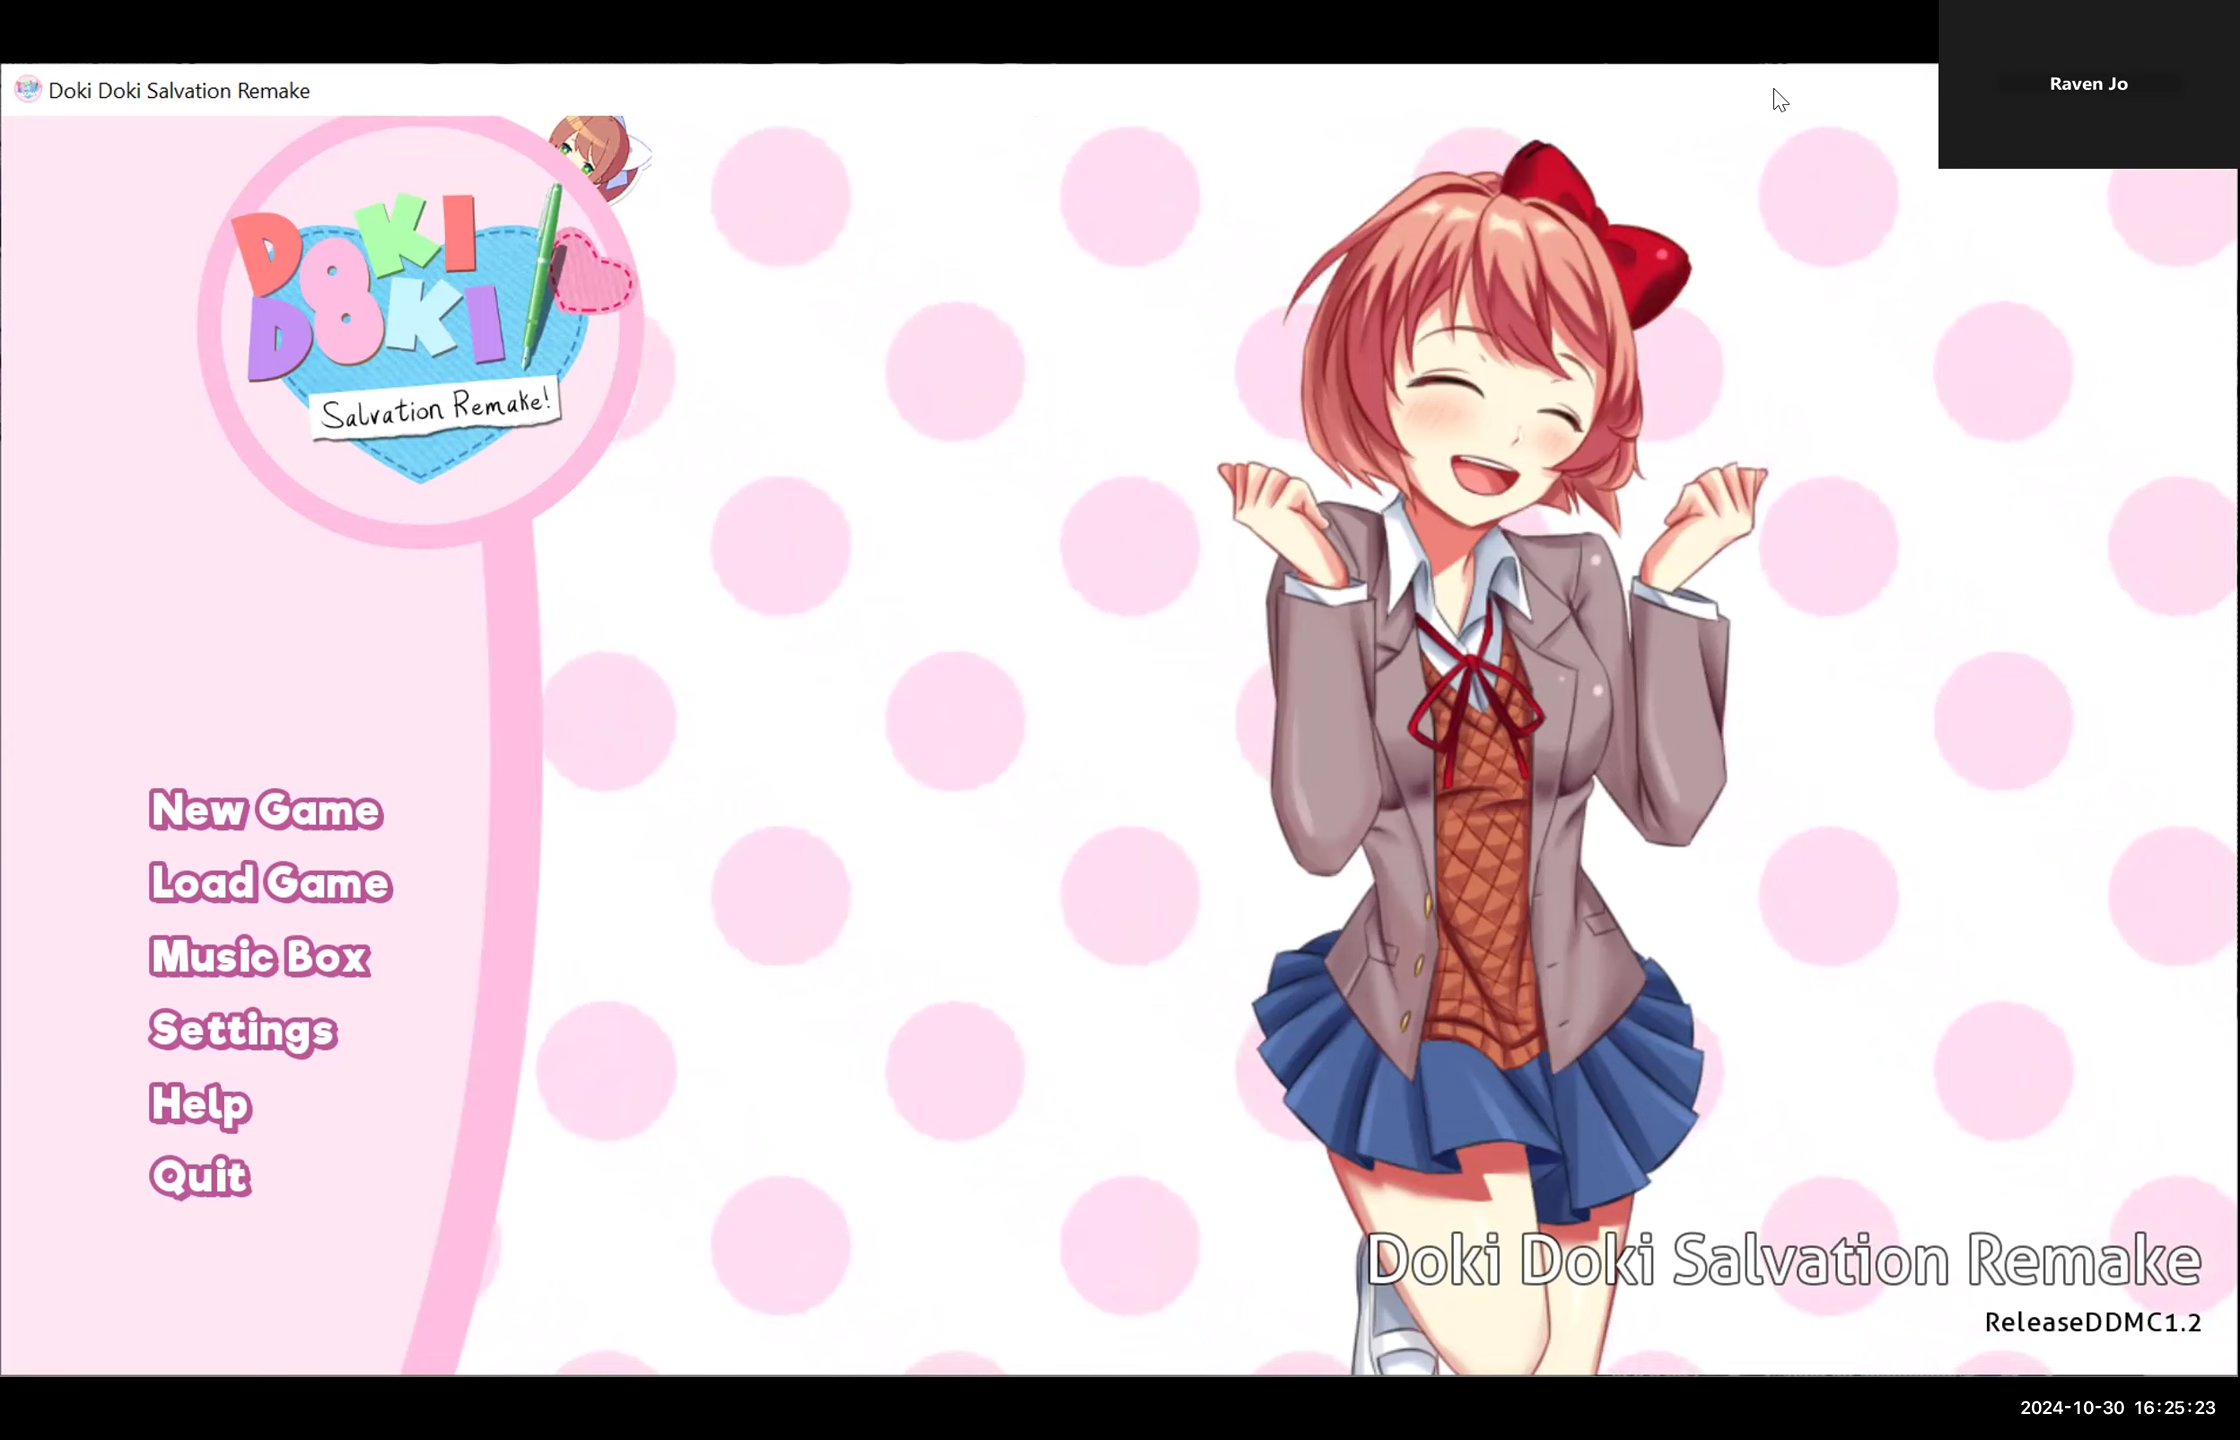 Doki Doki Salvation Remake
Raven Jo
DOKI
DOKI
Salvation Remake!
New Game
Load Game
Music Box
Settings
Help
Quit
Doki Doki Salvation Remake
ReleaseDDMC1.2
2024-10-30 16:25:23